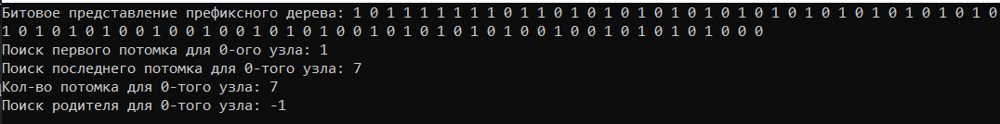 Битовое представление префиксного дерева: 1 0 1 1 1 1 1 1 1 0 1 1 0 1 0 1 0 1 0 1 0 1 0 1 0 1 0 1 0 1 0 1 0 1 0 1 0 1 0 1 0
1 0 1 0 1 0 1 0 0 1 0 0 1 0 0 1 0 1 0 1 0 0 1 0 1 0 1 0 1 0 1 0 0 1 0 0 1 0 1 0 1 0 1 0 0 0
Поиск первого потомка для 0-ого узла: 1
Поиск последнего потомка для 0-того узла: 7
Кол-во потомка для 0-того узла: 7
Поиск родителя для 0-того узла: -1